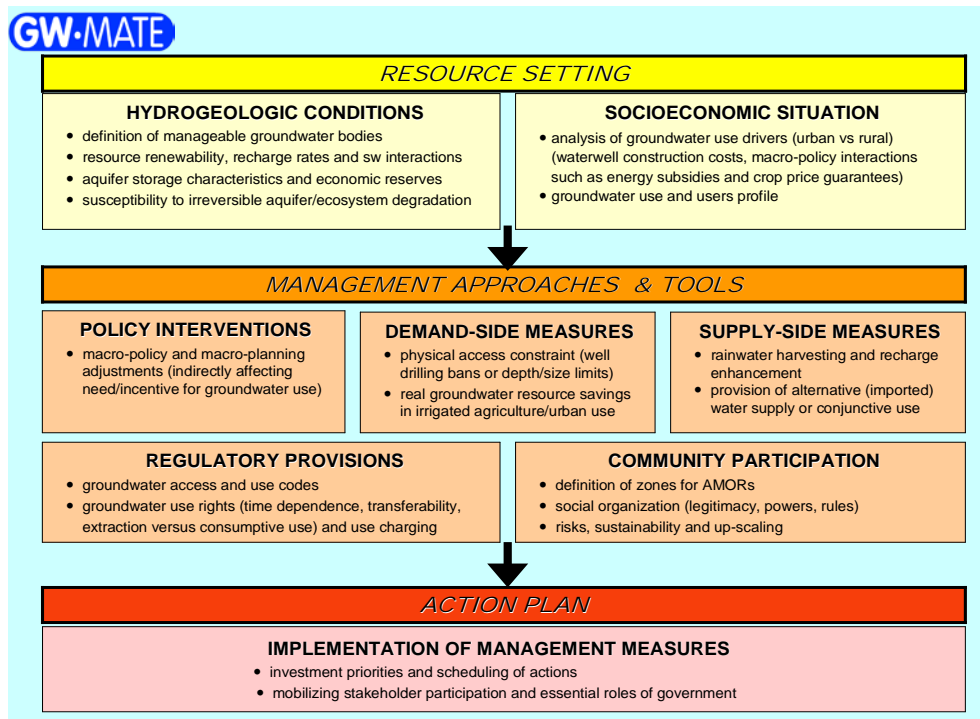 GW·MATE
RESOURCE SETTING
HYDROGEOLOGIC CONDITIONS
• definition of manageable groundwater bodies
• resource renewability, recharge rates and sw interactions
• aquifer storage characteristics and economic reserves
• susceptibility to irreversible aquifer/ecosystem degradation
SOCIOECONOMIC SITUATION
• analysis of groundwater use drivers (urban vs rural)
(waterwell construction costs, macro-policy interactions
such as energy subsidies and crop price guarantees)
• groundwater use and users profile
MANAGEMENT APPROACHES & TOOLS
POLICY INTERVENTIONS
• macro-policy and macro-planning
adjustments (indirectly affecting
need/incentive for groundwater use)
DEMAND-SIDE MEASURES
• physical access constraint (well
drilling bans or depth/size limits)
• real groundwater resource savings
in irrigated agriculture/urban use
SUPPLY-SIDE MEASURES
• rainwater harvesting and recharge
enhancement
• provision of alternative (imported)
water supply or conjunctive use
REGULATORY PROVISIONS
• groundwater access and use codes
• groundwater use rights (time dependence, transferability,
extraction versus consumptive use) and use charging
COMMUNITY PARTICIPATION
• definition of zones for AMORs
• social organization (legitimacy, powers, rules)
• risks, sustainability and up-scaling
ACTION PLAN
IMPLEMENTATION OF MANAGEMENT MEASURES
• investment priorities and scheduling of actions
• mobilizing stakeholder participation and essential roles of government